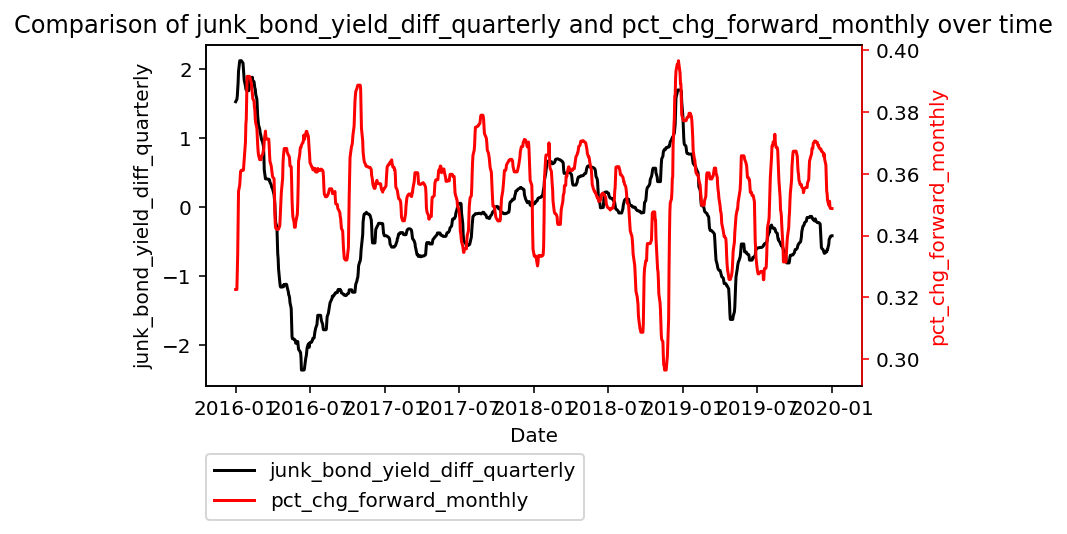 Comparison of junk_bond_yield_diff_quarterly and pct_chg_forward_monthly over time
junk_bond_yield_diff_quarterly
2
1
0
−1
−2
0.40
0.38
0.36
0.34
0.32
0.30
pct_chg_forward_monthly
2016-01 2016-07 2017-01 2017-07 2018-01 2018-07 2019-01 2019-07 2020-01
Date
junk_bond_yield_diff_quarterly
pct_chg_forward_monthly